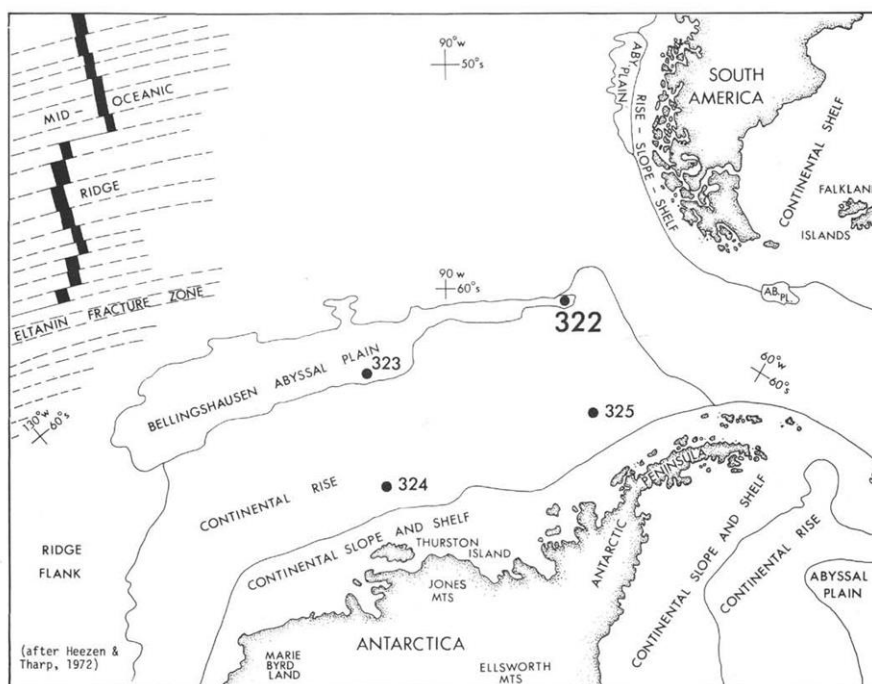 90°W
50°S
ABY. PLAIN
RISE - SLOPE - SHELF
SOUTH
AMERICA
CONTINENTAL SHELF
FALKLAND
ISLANDS
MID - OCEANIC
RIDGE
ELTANIN FRACTURE ZONE
90 W
60°S
AB. PL.
322
323
BELLINGSHAUSEN ABYSSAL PLAIN
60°W
60°S
130°W
60°S
325
324
CONTINENTAL RISE
CONTINENTAL SLOPE AND SHELF
THURSTON
ISLAND
JONES
MTS
ANTARCTIC
PENINSULA
CONTINENTAL SLOPE AND SHELF
CONTINENTAL RISE
ABYSSAL
PLAIN
RIDGE
FLANK
ANTARCTICA
MARIE
BYRD
LAND
ELLSWORTH
MTS
(after Heezen &
Tharp, 1972)